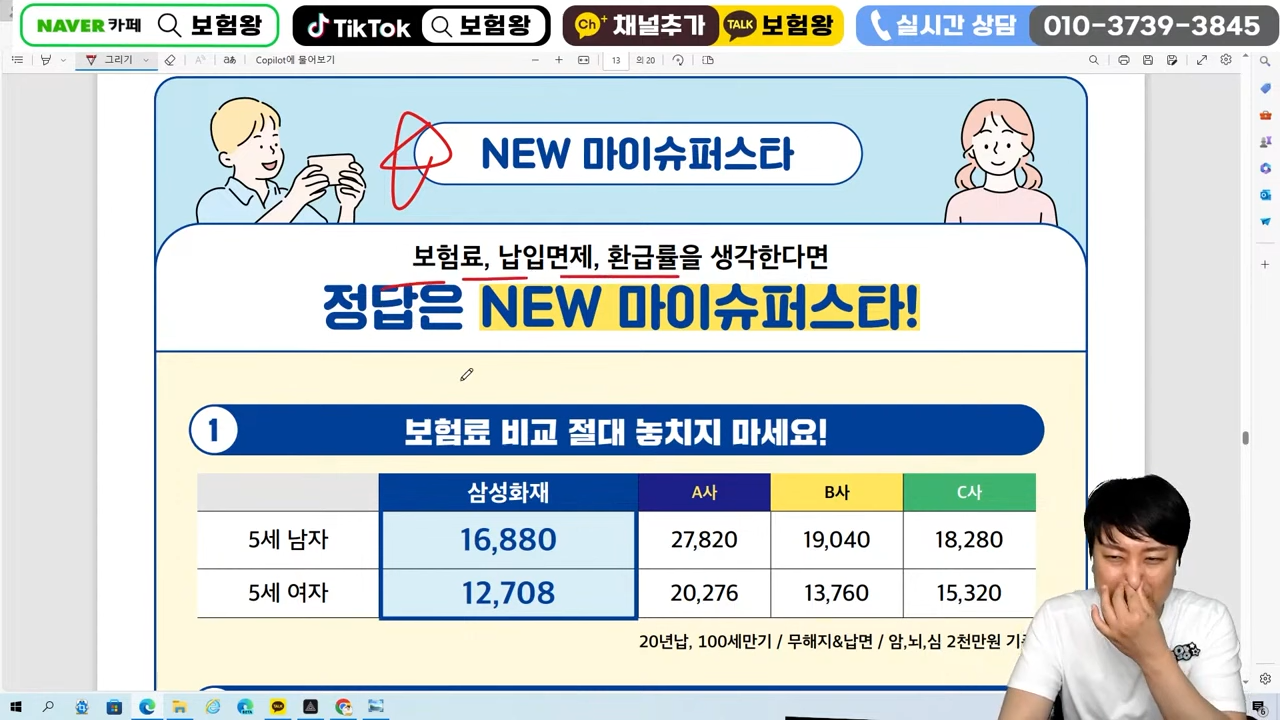 NAVER 카페 보험왕
TikTok 보험왕
Ch+ 채널추가 TALK 보험왕
실시간 상담 010-3739-3845
그리기
aあ
Copilot에 물어보기
13 의 20
NEW 마이슈퍼스타
보험료, 납입면제, 환급률을 생각한다면
정답은 NEW 마이슈퍼스타!
1 보험료 비교 절대 놓치지 마세요!
삼성화재 A사 B사 C사
5세 남자 16,880 27,820 19,040 18,280
5세 여자 12,708 20,276 13,760 15,320
20년납, 100세만기 / 무해지&납면 / 암,뇌,심 2천만원